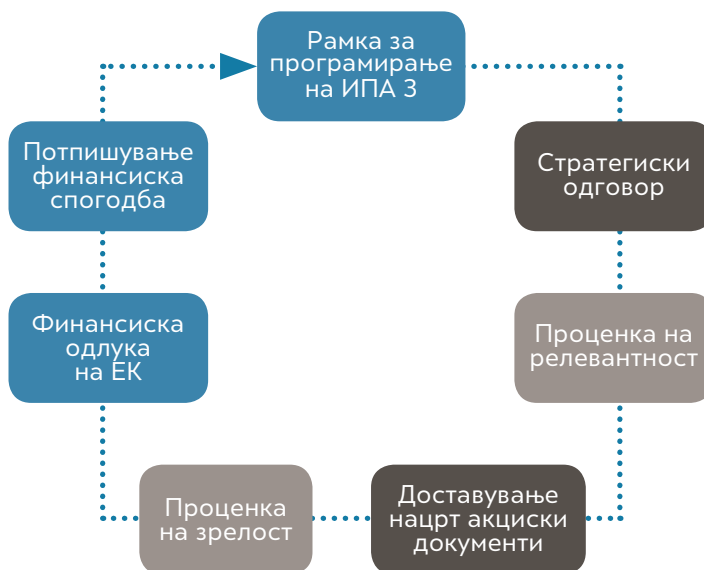 Рамка за
програмирање
на ИПА 3
Стратегиски
одговор
Проценка на
релевантност
Доставување
нацрт акциски
документи
Проценка
на зрелост
Финансиска
одлука
на ЕК
Потпишување
финансиска
спогодба